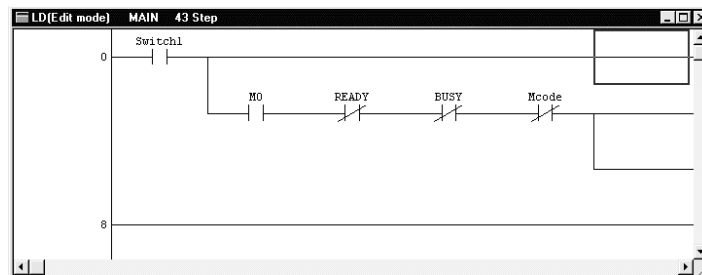 LD(Edit mode) MAIN 43 Step
Switch1
0
M0 READY BUSY Mcode
8